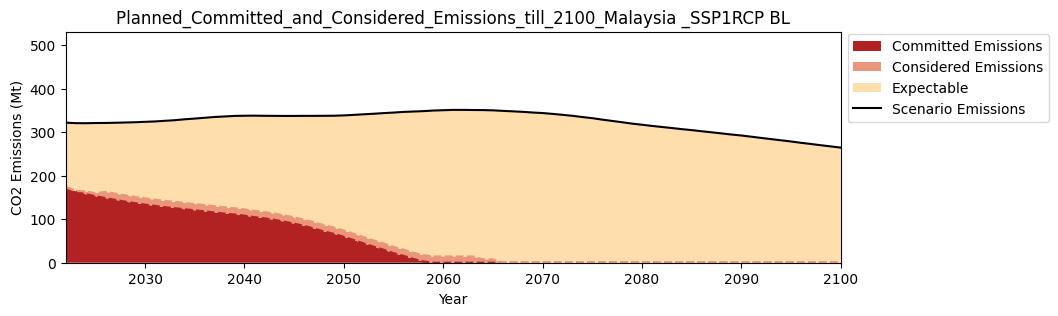 Planned_Committed_and_Considered_Emissions_till_2100_Malaysia _SSP1RCP BL
500
400
300
200
100
0
CO2 Emissions (Mt)
2030 2040 2050 2060 2070 2080 2090 2100
Year
Committed Emissions
Considered Emissions
Expectable
Scenario Emissions